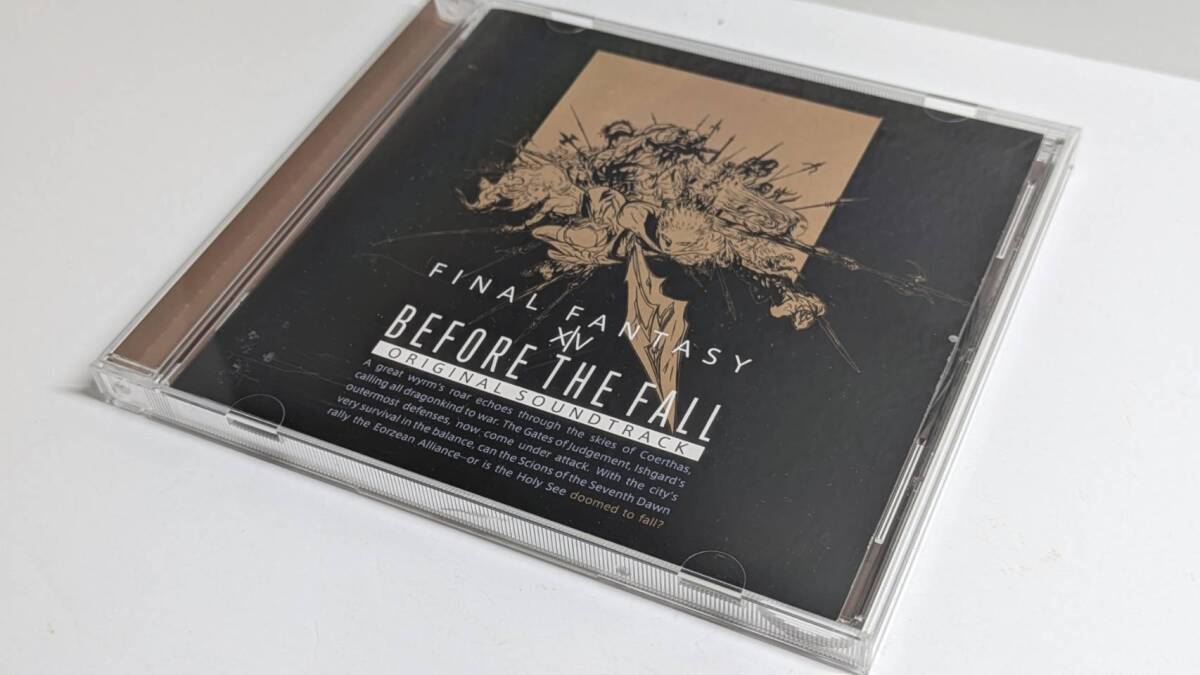 FINAL FANTASY
XIV
BEFORE THE FALL
ORIGINAL SOUNDTRACK
A great wyrm's roar echoes through the skies of Coerthas,
calling all dragonkind to war. The Gates of Judgement, Ishgard's
outermost defenses, now come under attack. With the city's
very survival in the balance, can the Scions of the Seventh Dawn
rally the Eorzean Alliance—or is the Holy See doomed to fall?